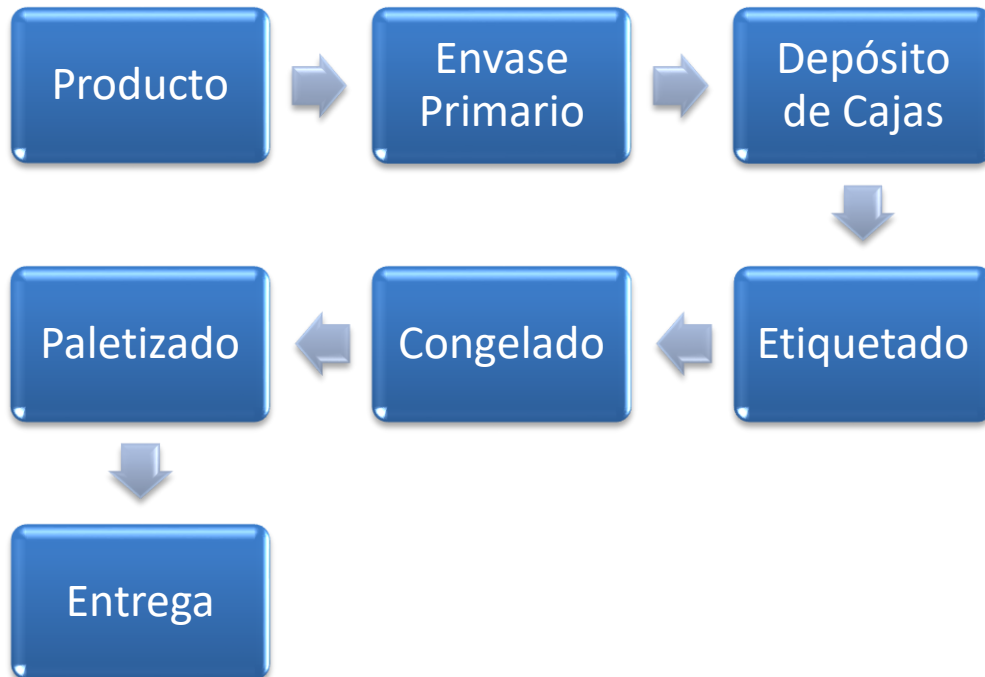 Producto
Envase
Primario
Depósito
de Cajas
Etiquetado
Congelado
Paletizado
Entrega